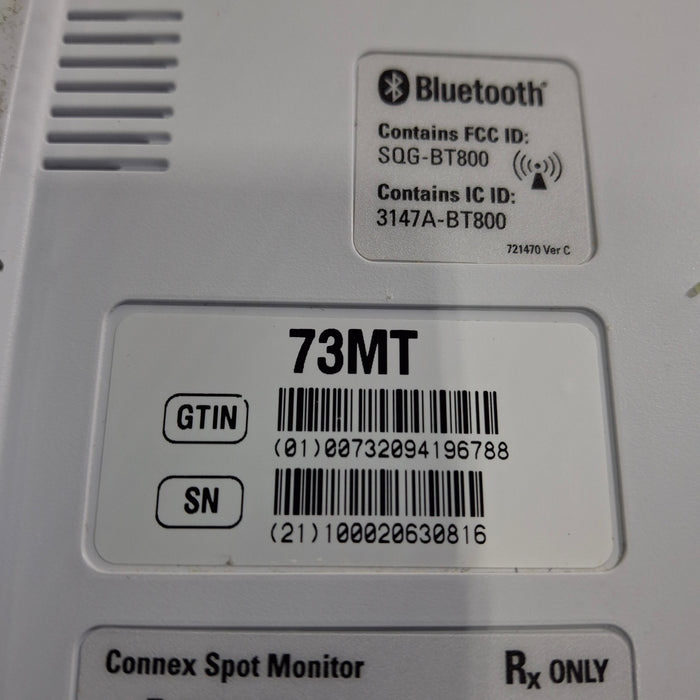 Bluetooth®
Contains FCC ID:
SQG-BT800
Contains IC ID:
3147A-BT800
721470 Ver C
73MT
GTIN
(01)00732094196788
SN
(21)100020630816
Connex Spot Monitor
Rx ONLY